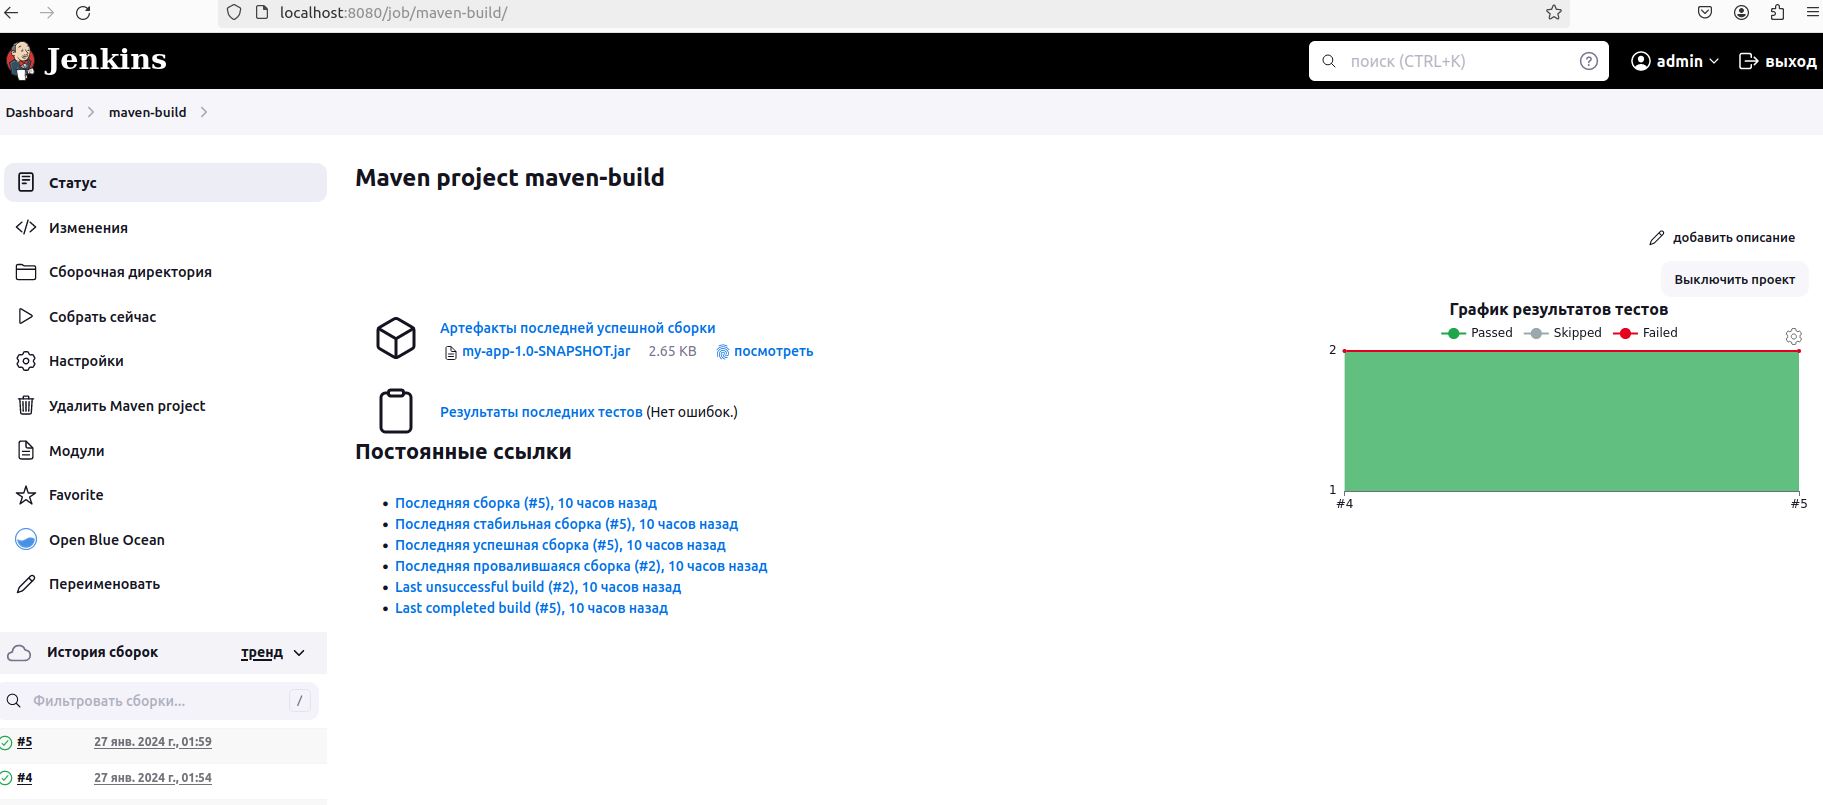 localhost:8080/job/maven-build/
Jenkins
поиск (CTRL+K)
?
admin
выход
Dashboard
maven-build
Статус
Изменения
Сборочная директория
Собрать сейчас
Настройки
Удалить Maven project
Модули
Favorite
Open Blue Ocean
Переименовать
История сборок
тренд
Фильтровать сборки...
/
#5
27 янв. 2024 г., 01:59
#4
27 янв. 2024 г., 01:54
Maven project maven-build
добавить описание
Выключить проект
Артефакты последней успешной сборки
my-app-1.0-SNAPSHOT.jar 2.65 KB посмотреть
Результаты последних тестов (Нет ошибок.)
Постоянные ссылки
Последняя сборка (#5), 10 часов назад
Последняя стабильная сборка (#5), 10 часов назад
Последняя успешная сборка (#5), 10 часов назад
Последняя провалившаяся сборка (#2), 10 часов назад
Last unsuccessful build (#2), 10 часов назад
Last completed build (#5), 10 часов назад
График результатов тестов
Passed Skipped Failed
2
1
#4 #5